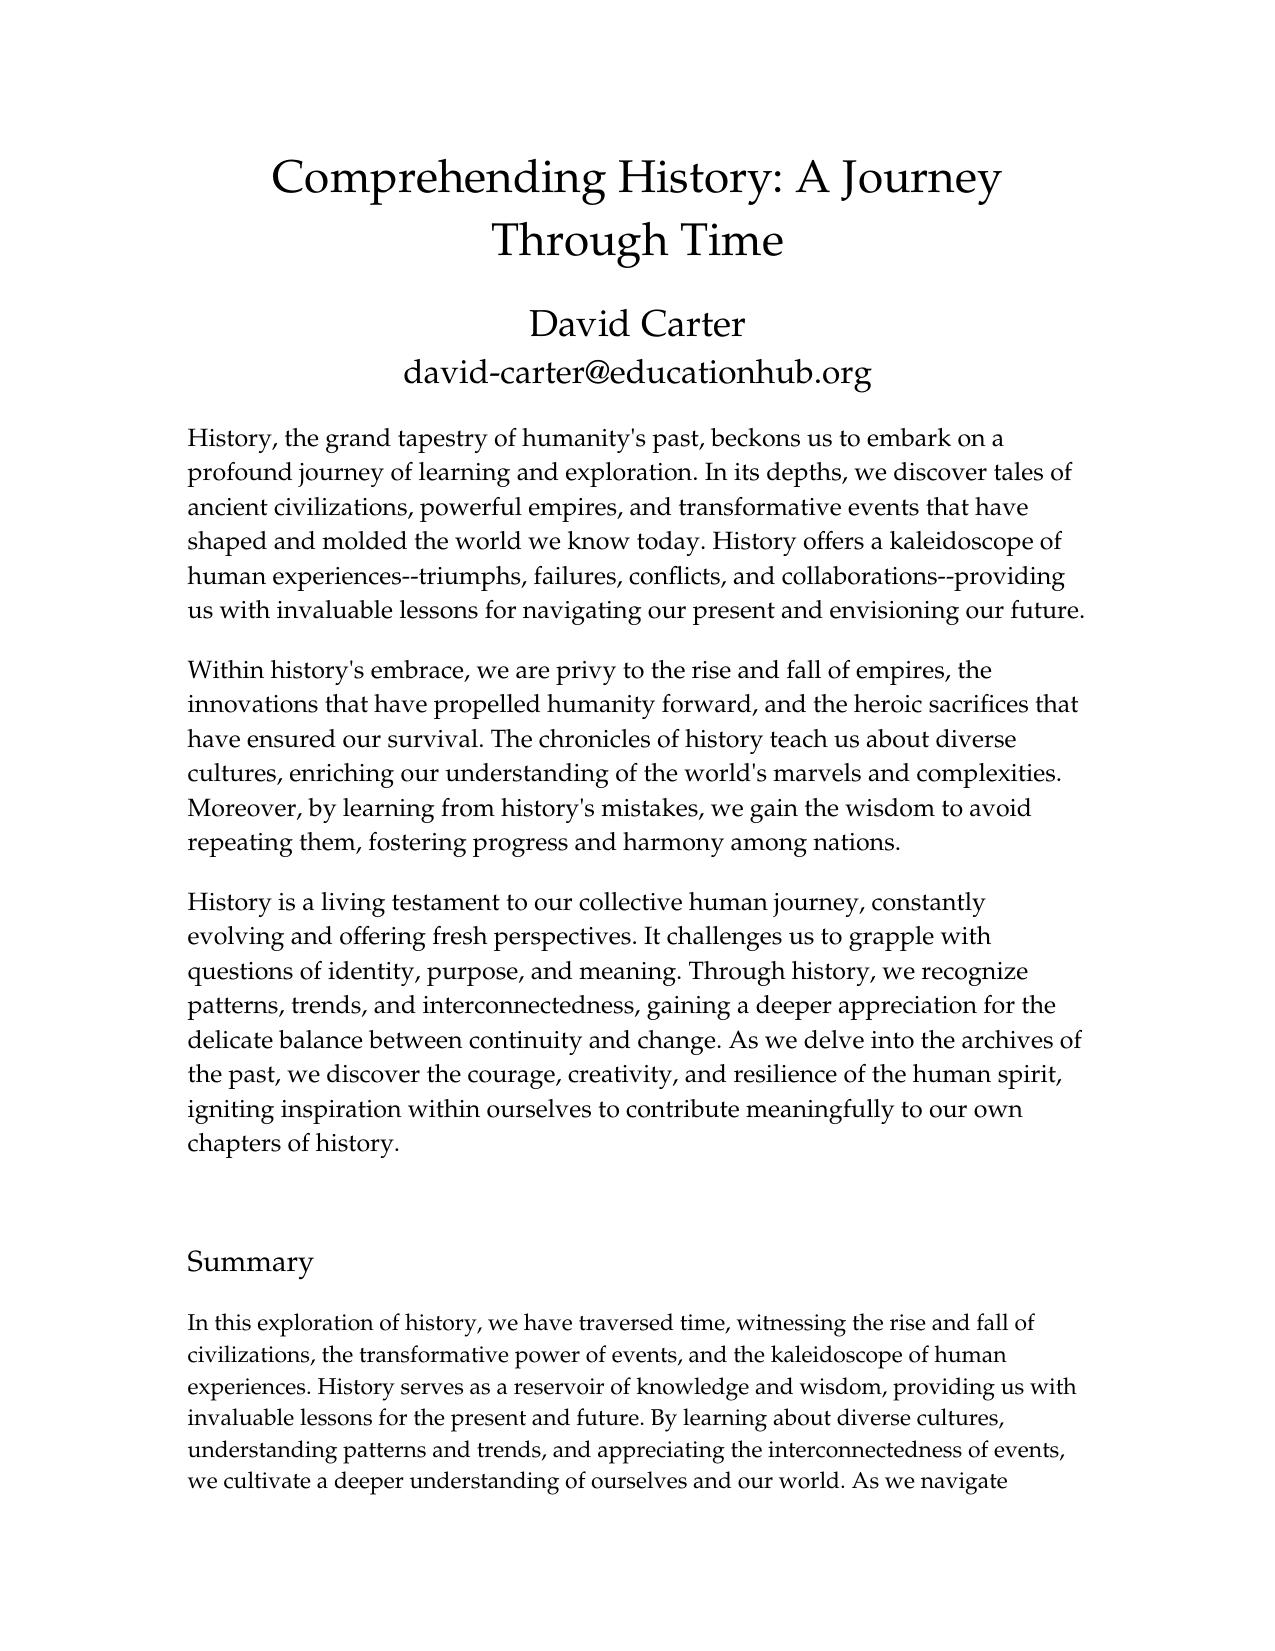 Comprehending History: A Journey
Through Time
David Carter
david-carter@educationhub.org
History, the grand tapestry of humanity's past, beckons us to embark on a
profound journey of learning and exploration. In its depths, we discover tales of
ancient civilizations, powerful empires, and transformative events that have
shaped and molded the world we know today. History offers a kaleidoscope of
human experiences--triumphs, failures, conflicts, and collaborations--providing
us with invaluable lessons for navigating our present and envisioning our future.
Within history's embrace, we are privy to the rise and fall of empires, the
innovations that have propelled humanity forward, and the heroic sacrifices that
have ensured our survival. The chronicles of history teach us about diverse
cultures, enriching our understanding of the world's marvels and complexities.
Moreover, by learning from history's mistakes, we gain the wisdom to avoid
repeating them, fostering progress and harmony among nations.
History is a living testament to our collective human journey, constantly
evolving and offering fresh perspectives. It challenges us to grapple with
questions of identity, purpose, and meaning. Through history, we recognize
patterns, trends, and interconnectedness, gaining a deeper appreciation for the
delicate balance between continuity and change. As we delve into the archives of
the past, we discover the courage, creativity, and resilience of the human spirit,
igniting inspiration within ourselves to contribute meaningfully to our own
chapters of history.
Summary
In this exploration of history, we have traversed time, witnessing the rise and fall of
civilizations, the transformative power of events, and the kaleidoscope of human
experiences. History serves as a reservoir of knowledge and wisdom, providing us with
invaluable lessons for the present and future. By learning about diverse cultures,
understanding patterns and trends, and appreciating the interconnectedness of events,
we cultivate a deeper understanding of ourselves and our world. As we navigate